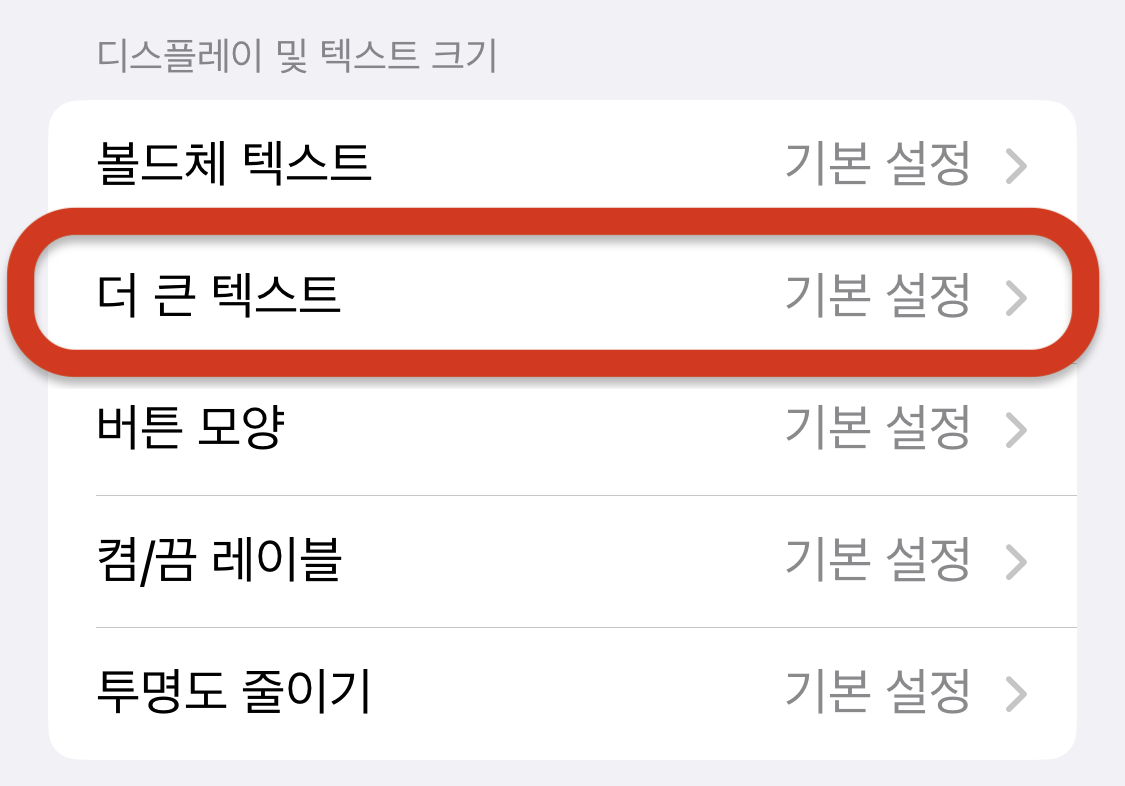 디스플레이 및 텍스트 크기
볼드체 텍스트 기본 설정
더 큰 텍스트 기본 설정
버튼 모양 기본 설정
켬/끔 레이블 기본 설정
투명도 줄이기 기본 설정